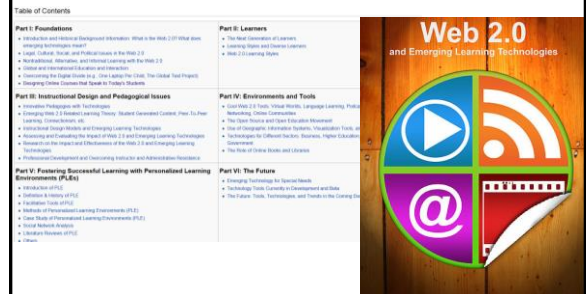 Table of Contents
Part I: Foundations
Introduction and Historical Background Information: What is the Web 2.0? What does
emerging technologies mean?
Legal, Cultural, Social, and Political Issues in the Web 2.0
Nontraditional, Alternative, and Informal Learning with the Web 2.0
Global and International Education and Interaction
Overcoming the Digital Divide (e.g., One Laptop Per Child, The Global Text Project)
Designing Online Courses that Speak to Today's Students
Part II: Learners
The Next Generation of Learners
Learning Styles and Diverse Learners
Web 2.0 Learning Styles
Part III: Instructional Design and Pedagogical Issues
Innovative Pedagogies with Technologies
Emerging Web 2.0 Related Learning Theory: Student Generated Content, Peer-To-Peer
Learning, Connectionism, etc.
Instructional Design Models and Emerging Learning Technologies
Assessing and Evaluating the Impact of Web 2.0 and Emerging Learning Technologies
Research on the Impact and Effectiveness of the Web 2.0 and Emerging Learning
Technologies
Professional Development and Overcoming Instructor and Administrative Resistance
Part IV: Environments and Tools
Cool Web 2.0 Tools, Virtual Worlds, Language Learning,
Networking, Online Communities
The Open Source and Open Education Movement
Use of Geographic Information Systems, Visualization Tools,
Technologies for Different Sectors: Business, Higher Education
Government
The Role of Online Books and Libraries
Part V: Fostering Successful Learning with Personalized Learning
Environments (PLEs)
Introduction of PLE
Definition & History of PLE
Facilitative Tools of PLE
Methods of Personalized Learning Environments (PLE)
Case Study of Personalized Learning Environments (PLE)
Social Network Analysis
Literature Reviews of PLE
Others
Part VI: The Future
Emerging Technology for Special Needs
Technology Tools Currently in Development and Beta
The Future: Tools, Technologies, and Trends in the Coming
Web 2.0
and Emerging Learning Technologies
@